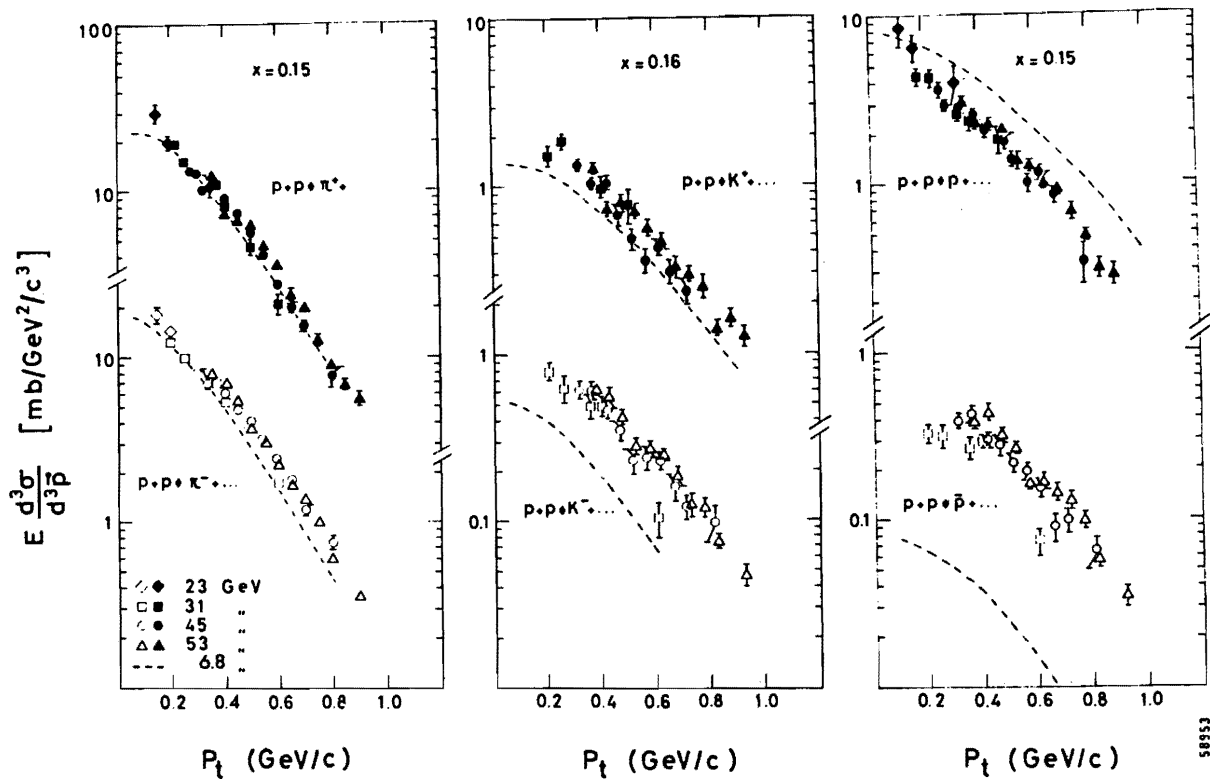 E d³σ/d³p⃗ [mb/GeV²/c³]
100
10
10
1
x = 0.15
p+p→π⁺+...
p+p→π⁻+...
23 GeV
31 "
45 "
53 "
6.8 "
0.2 0.4 0.6 0.8 1.0
P_t (GeV/c)
10
1
1
0.1
x = 0.16
p+p→K⁺+...
p+p→K⁻+...
0.2 0.4 0.6 0.8 1.0
P_t (GeV/c)
10
1
1
0.1
x = 0.15
p+p→p+...
p+p→p̄+...
0.2 0.4 0.6 0.8 1.0
P_t (GeV/c)
58953